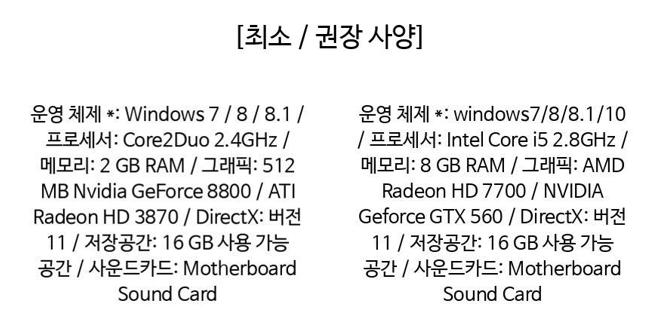 [최소 / 권장 사양]
운영 체제 *: Windows 7 / 8 / 8.1 /
프로세서: Core2Duo 2.4GHz /
메모리: 2 GB RAM / 그래픽: 512
MB Nvidia GeForce 8800 / ATI
Radeon HD 3870 / DirectX: 버전
11 / 저장공간: 16 GB 사용 가능
공간 / 사운드카드: Motherboard
Sound Card
운영 체제 *: windows7/8/8.1/10
/ 프로세서: Intel Core i5 2.8GHz /
메모리: 8 GB RAM / 그래픽: AMD
Radeon HD 7700 / NVIDIA
Geforce GTX 560 / DirectX: 버전
11 / 저장공간: 16 GB 사용 가능
공간 / 사운드카드: Motherboard
Sound Card